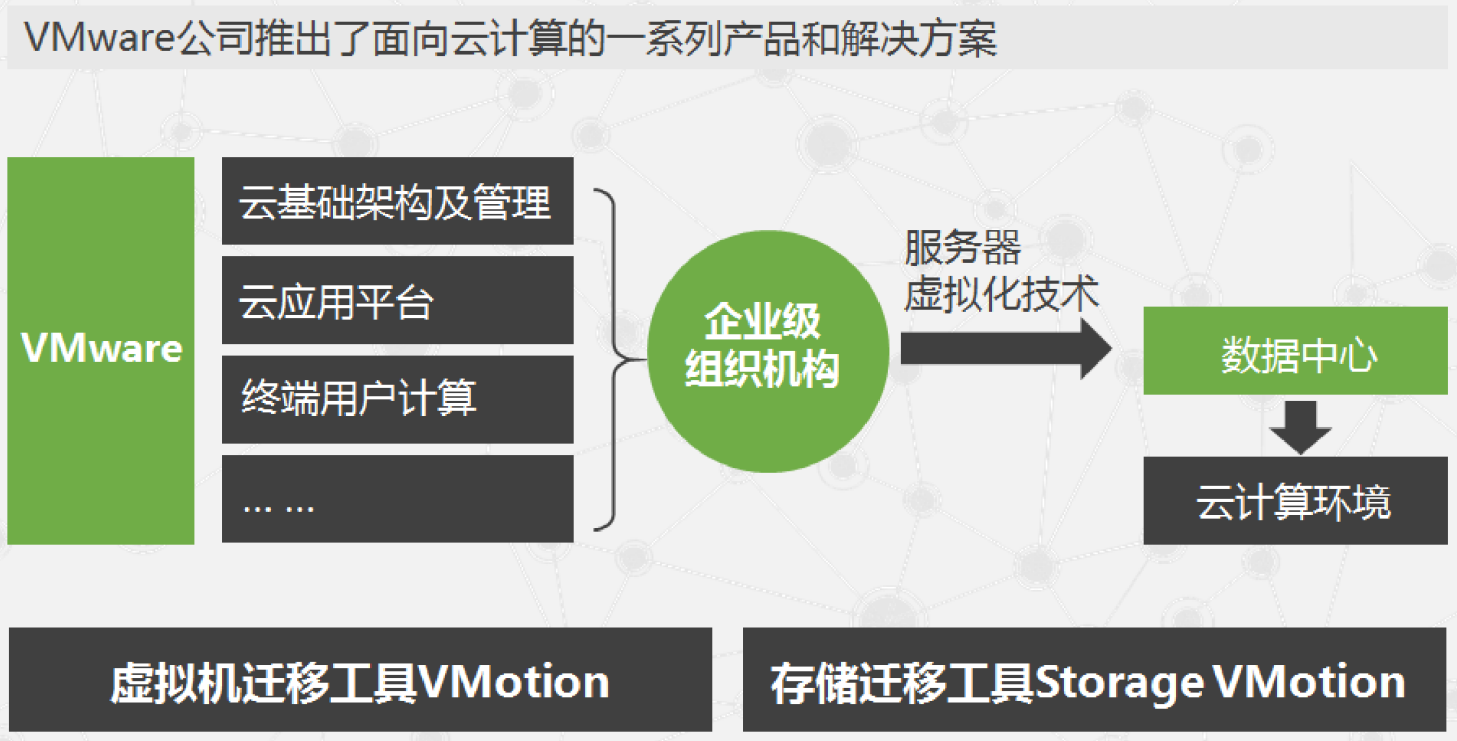 VMware公司推出了面向云计算的一系列产品和解决方案
VMware
云基础架构及管理
云应用平台
终端用户计算
... ...
企业级
组织机构
服务器
虚拟化技术
数据中心
云计算环境
虚拟机迁移工具VMotion
存储迁移工具Storage VMotion